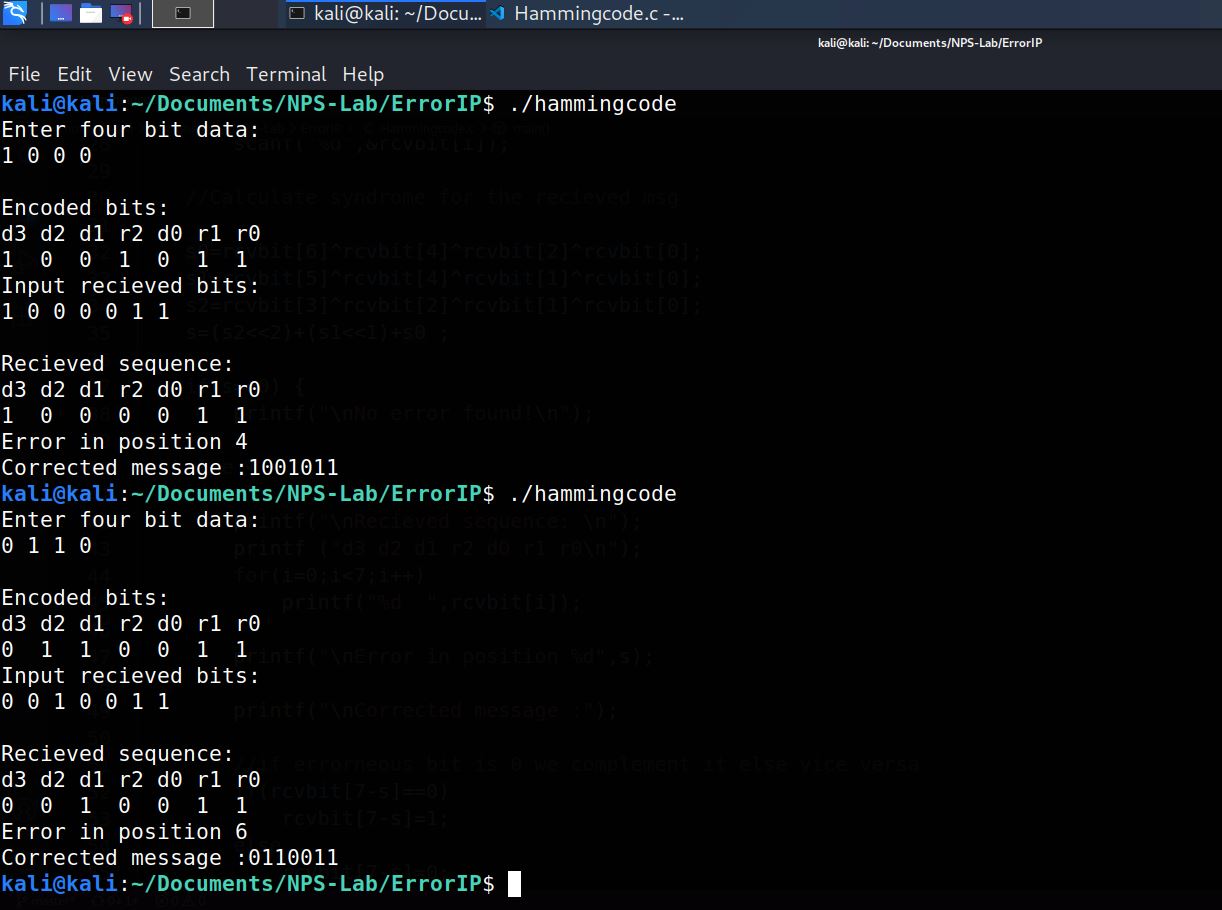 kali@kali: ~/Docu...
Hammingcode.c -...
kali@kali: ~/Documents/NPS-Lab/ErrorIP
File Edit View Search Terminal Help
kali@kali:~/Documents/NPS-Lab/ErrorIP$ ./hammingcode
Enter four bit data:
1 0 0 0
Encoded bits:
d3 d2 d1 r2 d0 r1 r0
1 0 0 1 0 1 1
Input recieved bits:
1 0 0 0 0 1 1
Recieved sequence:
d3 d2 d1 r2 d0 r1 r0
1 0 0 0 0 1 1
Error in position 4
Corrected message :1001011
kali@kali:~/Documents/NPS-Lab/ErrorIP$ ./hammingcode
Enter four bit data:
0 1 1 0
Encoded bits:
d3 d2 d1 r2 d0 r1 r0
0 1 1 0 0 1 1
Input recieved bits:
0 0 1 0 0 1 1
Recieved sequence:
d3 d2 d1 r2 d0 r1 r0
0 0 1 0 0 1 1
Error in position 6
Corrected message :0110011
kali@kali:~/Documents/NPS-Lab/ErrorIP$